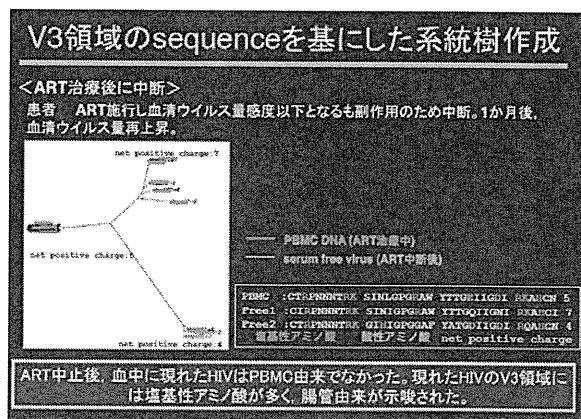 V3領域のsequenceを基にした系統樹作成
＜ART治療後に中断＞
患者　ART施行し血清ウイルス量感度以下となるも副作用のため中断。1か月後,
血清ウイルス量再上昇。
net positive charge:7
net positive charge:5
net positive charge:4
PBMC DNA (ART治療中)
serum free virus (ART中断後)
PBMC :CTRPNNNTRK SINLGPGRAW YTTGEIIGDI RKAHCN 5
Free1 :CIRPNNNTRK SINIGPGRAW YTTGQIIGNI RKAHCI 7
Free2 :CTRPNNNTRK GIHIGPGGAF YATGDIIGDI RQAHCN 4
塩基性アミノ酸　酸性アミノ酸　net positive charge
ART中止後, 血中に現れたHIVはPBMC由来でなかった。現れたHIVのV3領域に
は塩基性アミノ酸が多く, 腸管由来が示唆された。